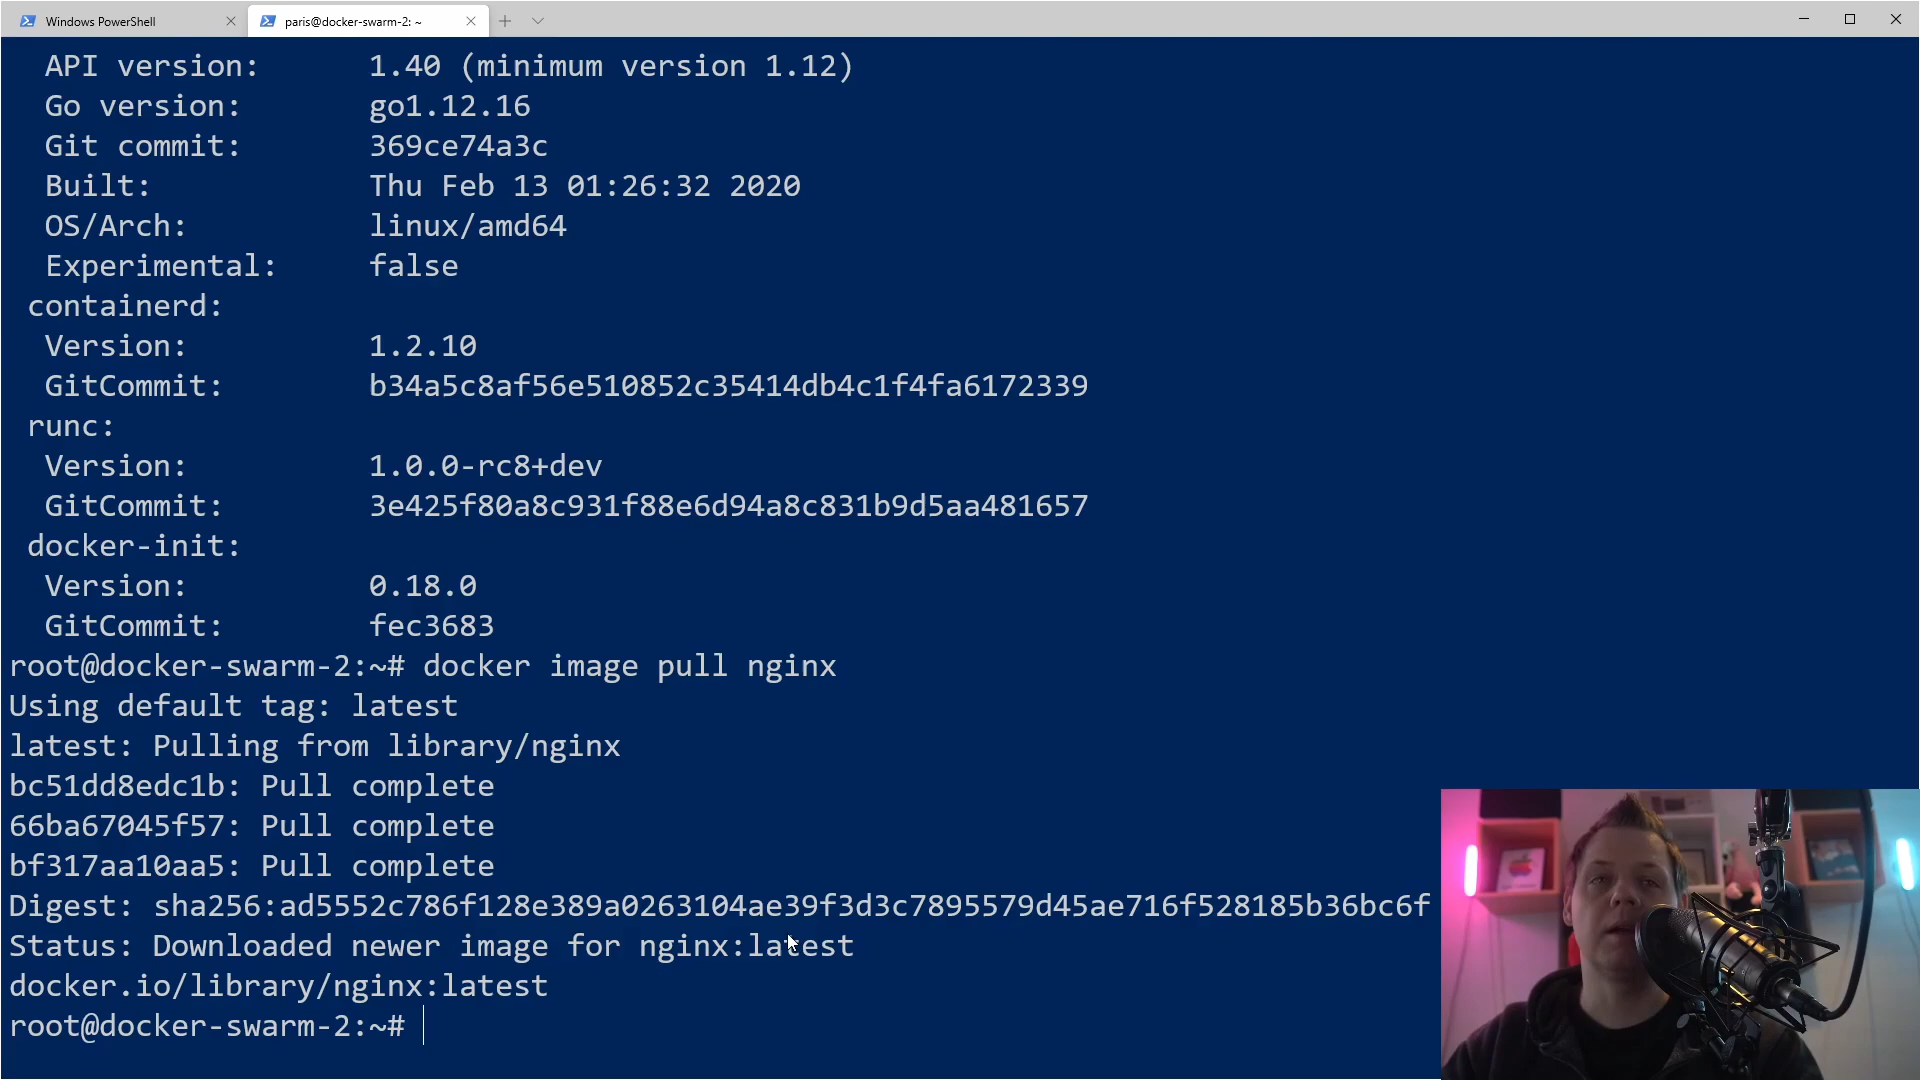 Windows PowerShell
paris@docker-swarm-2: ~
API version: 1.40 (minimum version 1.12)
Go version: go1.12.16
Git commit: 369ce74a3c
Built: Thu Feb 13 01:26:32 2020
OS/Arch: linux/amd64
Experimental: false
containerd:
Version: 1.2.10
GitCommit: b34a5c8af56e510852c35414db4c1f4fa6172339
runc:
Version: 1.0.0-rc8+dev
GitCommit: 3e425f80a8c931f88e6d94a8c831b9d5aa481657
docker-init:
Version: 0.18.0
GitCommit: fec3683
root@docker-swarm-2:~# docker image pull nginx
Using default tag: latest
latest: Pulling from library/nginx
bc51dd8edc1b: Pull complete
66ba67045f57: Pull complete
bf317aa10aa5: Pull complete
Digest: sha256:ad5552c786f128e389a0263104ae39f3d3c7895579d45ae716f528185b36bc6f
Status: Downloaded newer image for nginx:latest
docker.io/library/nginx:latest
root@docker-swarm-2:~#